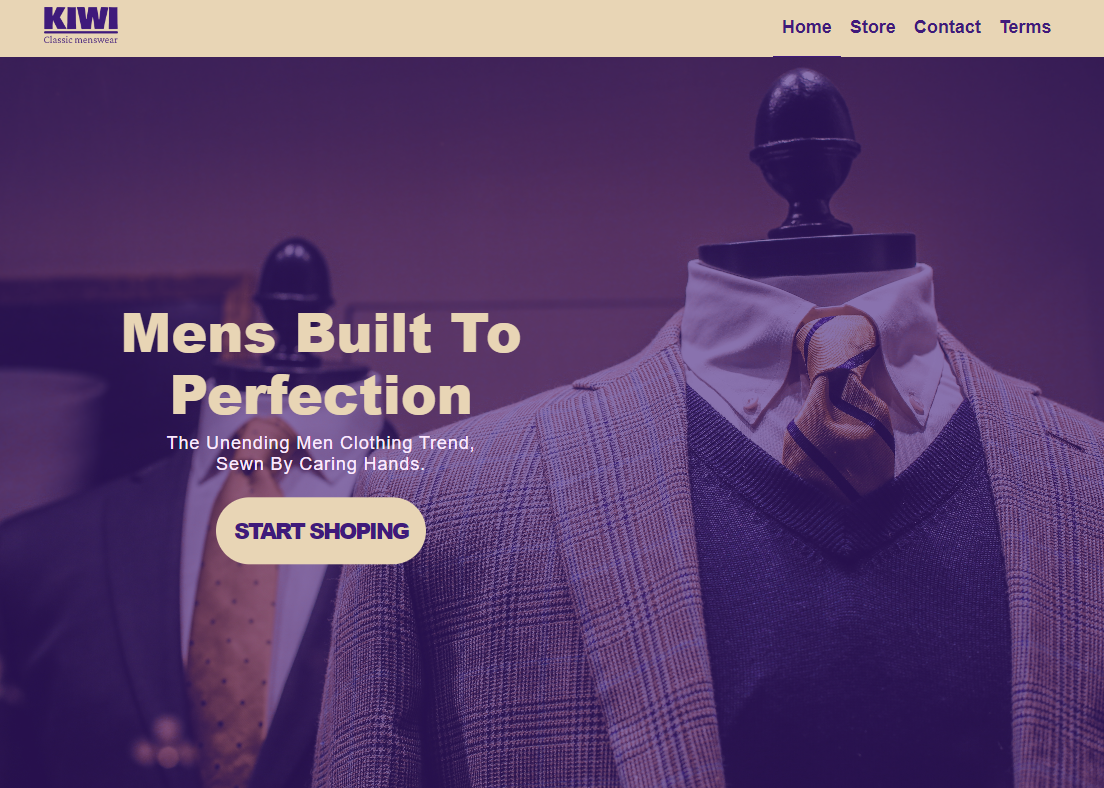 KIWI
Classic menswear
Home Store Contact Terms
Mens Built To
Perfection
The Unending Men Clothing Trend,
Sewn By Caring Hands.
START SHOPING